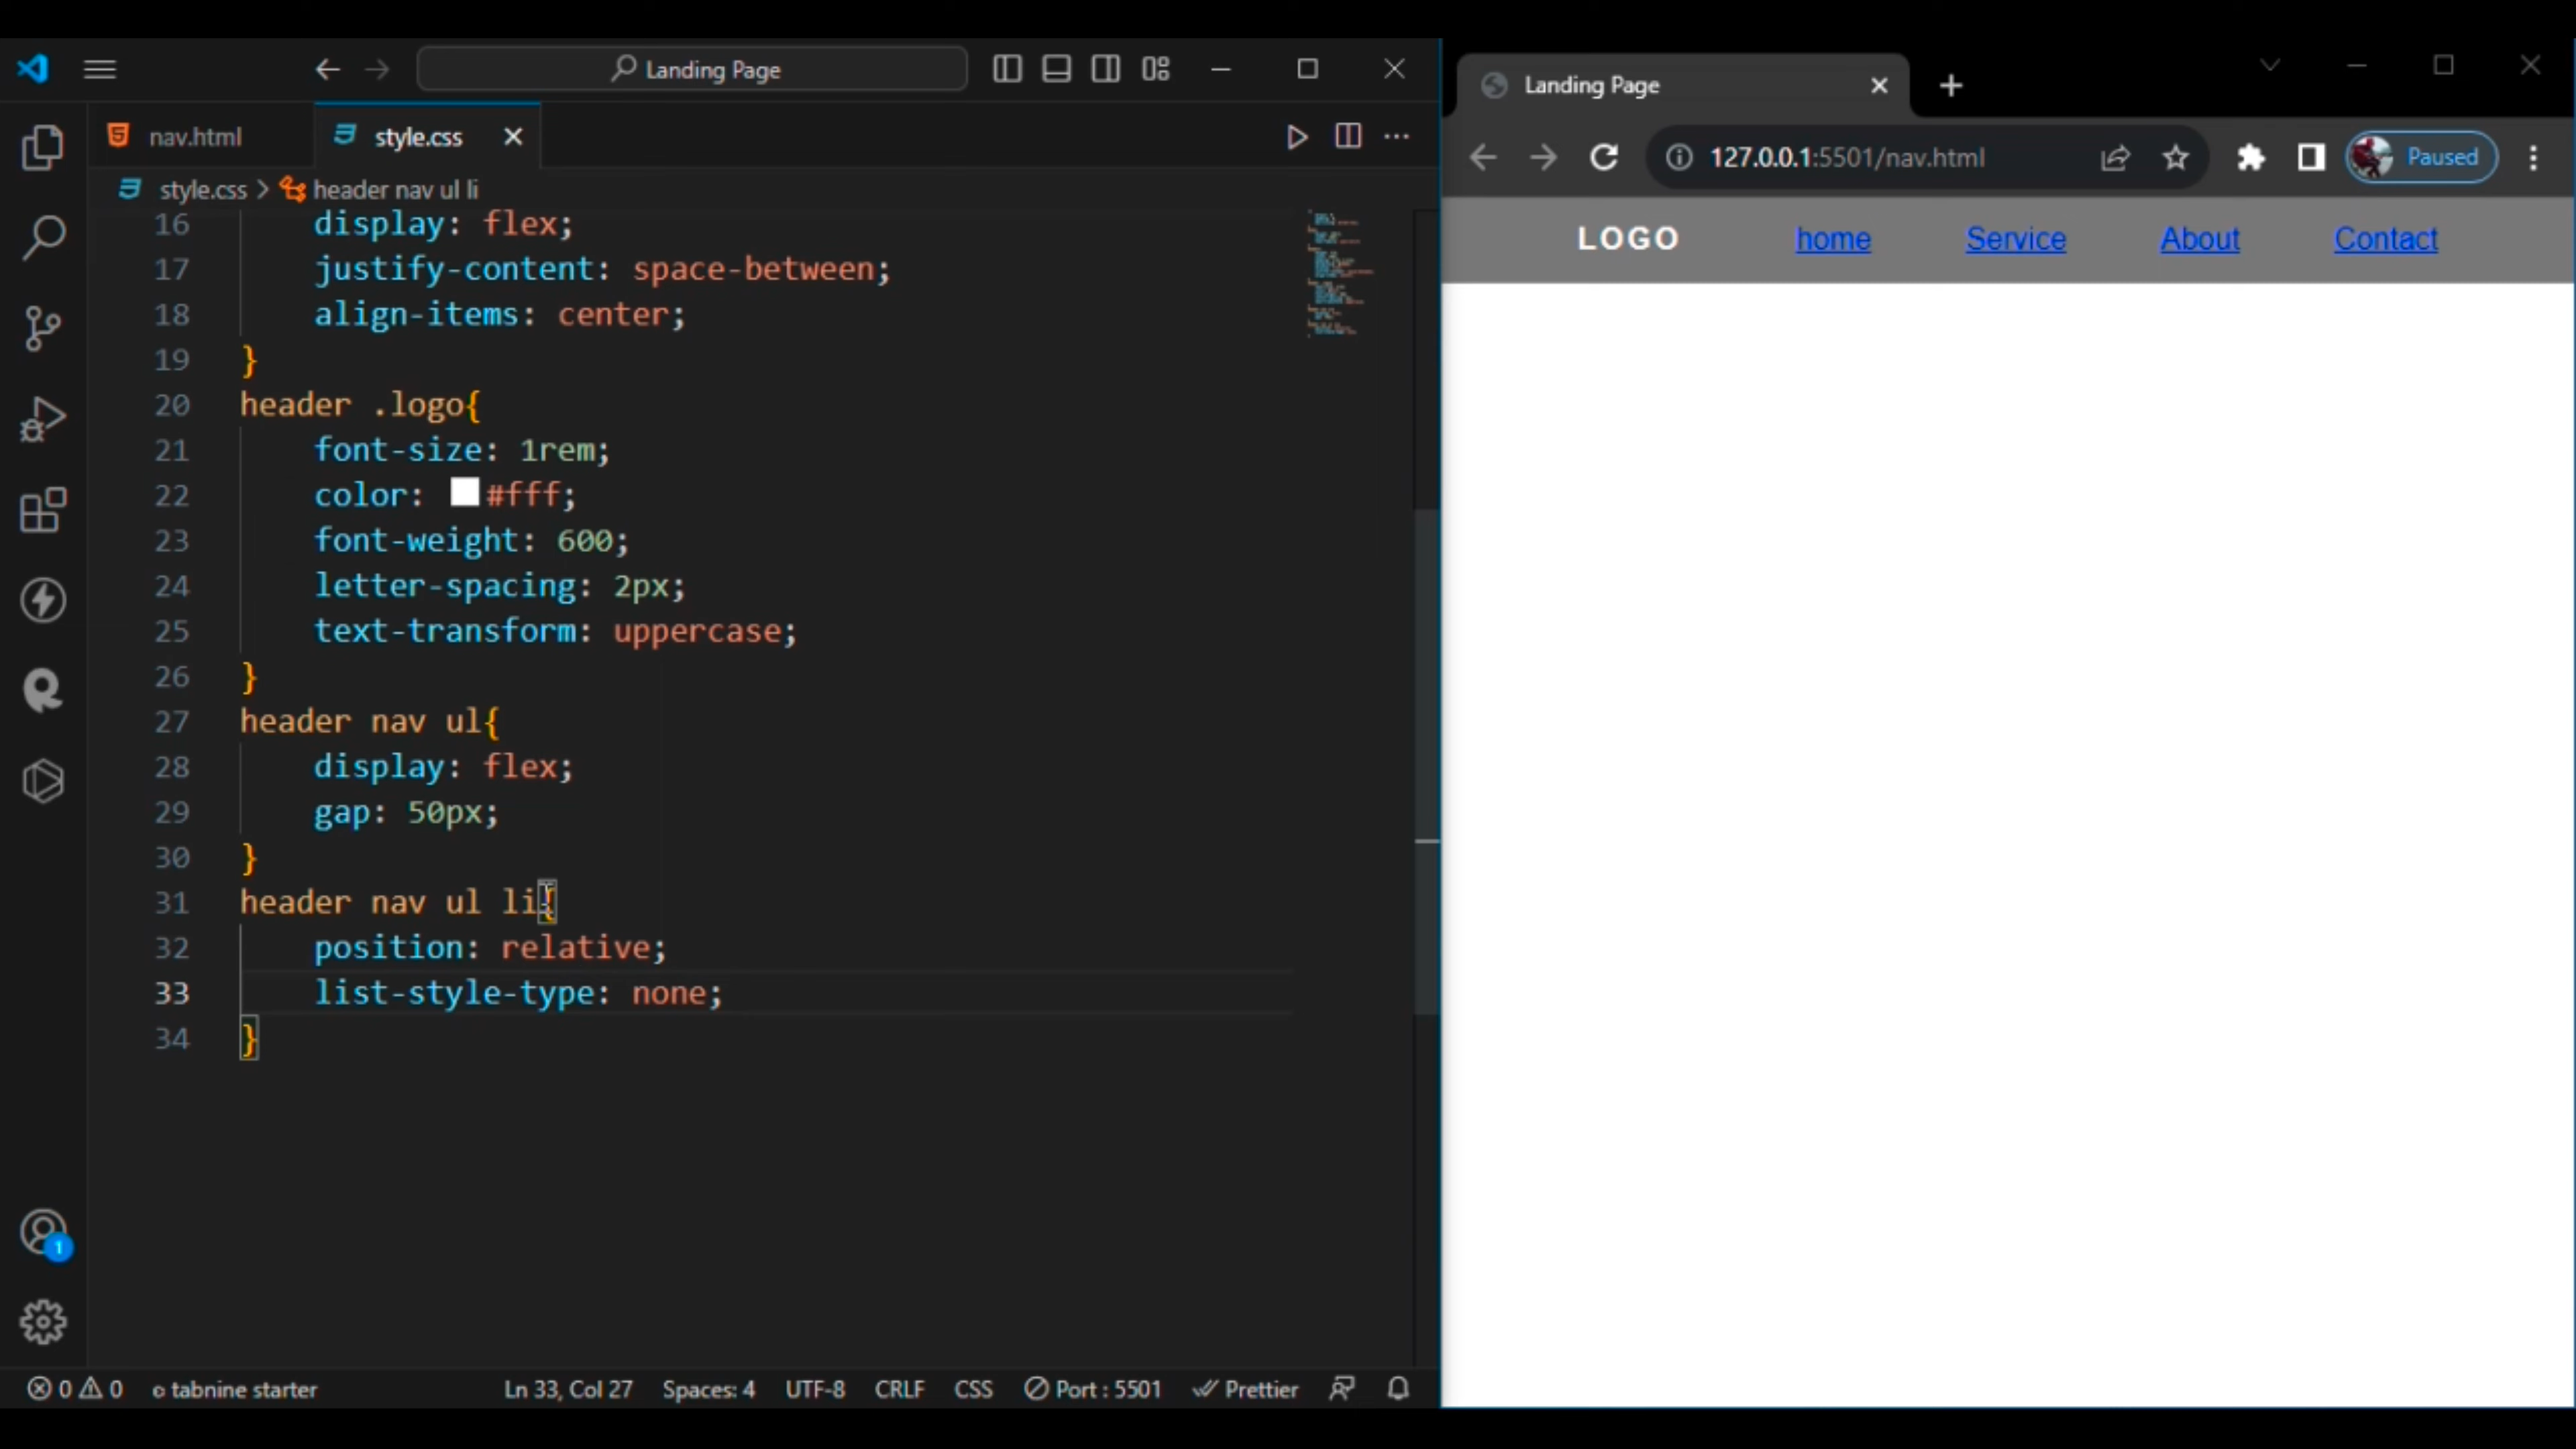 Landing Page
nav.html
style.css
style.css > header nav ul li
16 display: flex;
17 justify-content: space-between;
18 align-items: center;
19 }
20 header .logo{
21 font-size: 1rem;
22 color: #fff;
23 font-weight: 600;
24 letter-spacing: 2px;
25 text-transform: uppercase;
26 }
27 header nav ul{
28 display: flex;
29 gap: 50px;
30 }
31 header nav ul li{
32 position: relative;
33 list-style-type: none;
34 }
1
0 0 tabnine starter Ln 33, Col 27 Spaces: 4 UTF-8 CRLF CSS Port : 5501 Prettier
Landing Page
127.0.0.1:5501/nav.html
Paused
LOGO home Service About Contact